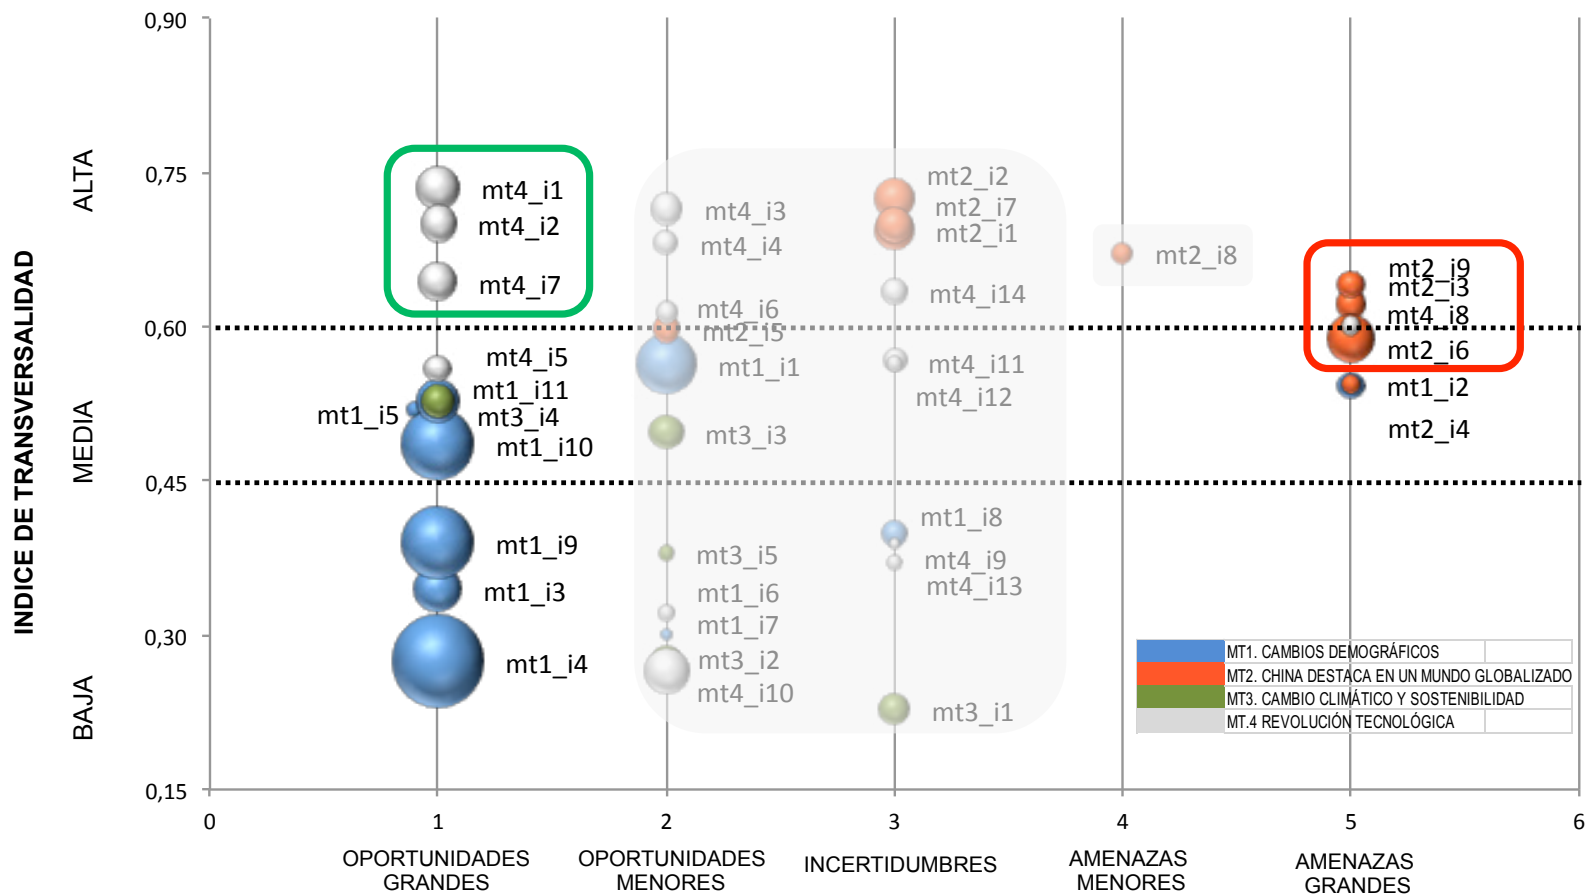 0,90
0,75
0,60
0,45
0,30
0,15
INDICE DE TRANSVERSALIDAD
ALTA
MEDIA
BAJA
mt4_i1
mt4_i2
mt4_i7
mt4_i5
mt1_i11
mt1_i5
mt3_i4
mt1_i10
mt1_i9
mt1_i3
mt1_i4
mt4_i3
mt4_i4
mt4_i6
mt2_i5
mt1_i1
mt3_i3
mt3_i5
mt1_i6
mt1_i7
mt3_i2
mt4_i10
mt2_i2
mt2_i7
mt2_i1
mt4_i14
mt4_i11
mt4_i12
mt1_i8
mt4_i9
mt4_i13
mt3_i1
mt2_i8
mt2_i9
mt2_i3
mt4_i8
mt2_i6
mt1_i2
mt2_i4
MT1. CAMBIOS DEMOGRÁFICOS
MT2. CHINA DESTACA EN UN MUNDO GLOBALIZADO
MT3. CAMBIO CLIMÁTICO Y SOSTENIBILIDAD
MT.4 REVOLUCIÓN TECNOLÓGICA
0 1 2 3 4 5 6
OPORTUNIDADES
GRANDES
OPORTUNIDADES
MENORES
INCERTIDUMBRES
AMENAZAS
MENORES
AMENAZAS
GRANDES